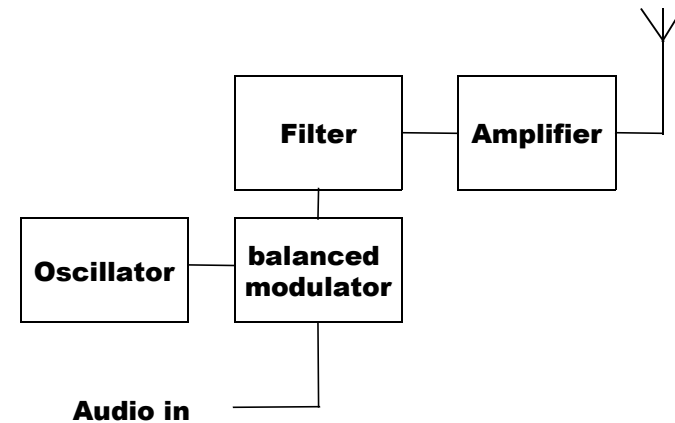 Filter
Amplifier
Oscillator
balanced
modulator
Audio in